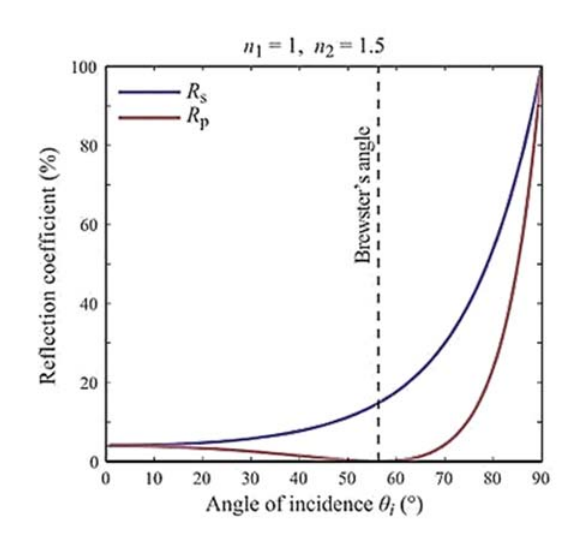 n₁ = 1, n₂ = 1.5
Reflection coefficient (%)
100
80
60
40
20
0
Rₛ
Rₚ
Brewster's angle
0 10 20 30 40 50 60 70 80 90
Angle of incidence θᵢ (°)